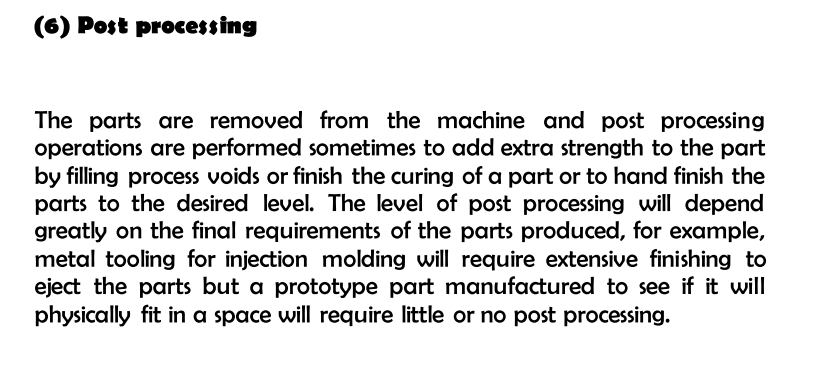 (6) Post processing
The parts are removed from the machine and post processing
operations are performed sometimes to add extra strength to the part
by filling process voids or finish the curing of a part or to hand finish the
parts to the desired level. The level of post processing will depend
greatly on the final requirements of the parts produced, for example,
metal tooling for injection molding will require extensive finishing to
eject the parts but a prototype part manufactured to see if it will
physically fit in a space will require little or no post processing.